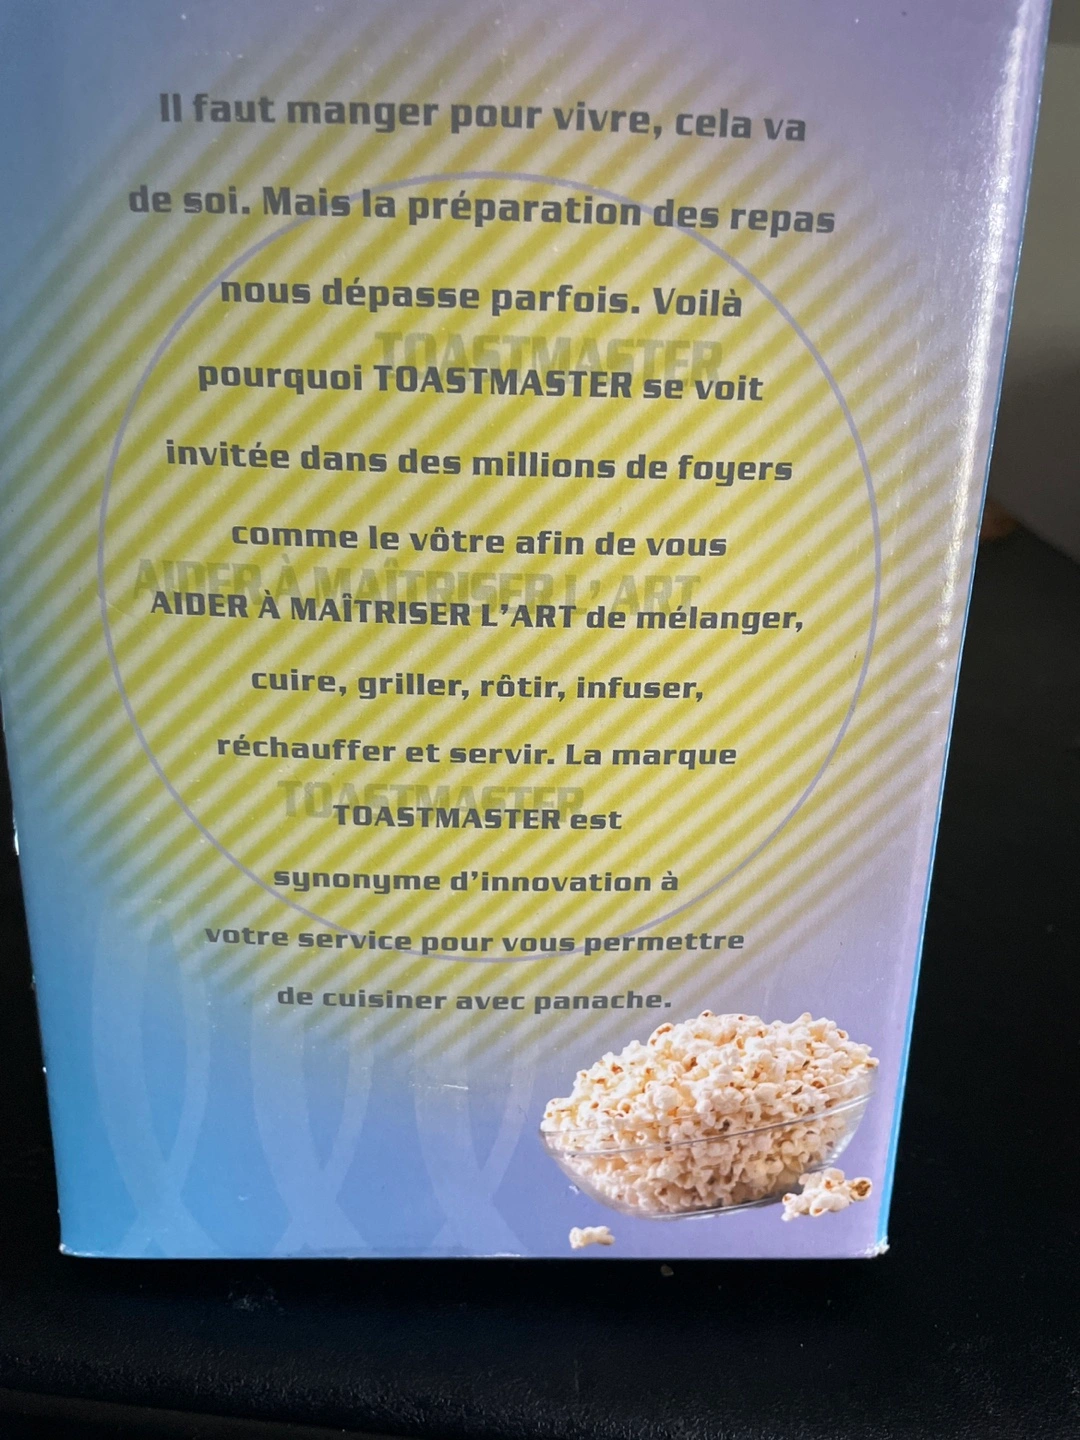 Il faut manger pour vivre, cela va
de soi. Mais la préparation des repas
nous dépasse parfois. Voilà
TOASTMASTER
pourquoi TOASTMASTER se voit
invitée dans des millions de foyers
comme le vôtre afin de vous
AIDER À MAÎTRISER L' ART
AIDER À MAÎTRISER L'ART de mélanger,
cuire, griller, rôtir, infuser,
réchauffer et servir. La marque
TOASTMASTER
TOASTMASTER est
synonyme d'innovation à
votre service pour vous permettre
de cuisiner avec panache.